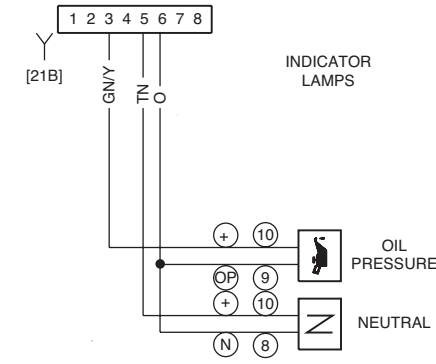 1 2 3 4 5 6 7 8
[21B]
GN/Y
TN
O
INDICATOR
LAMPS
+ 10
OIL
PRESSURE
OP 9
+ 10
NEUTRAL
N 8